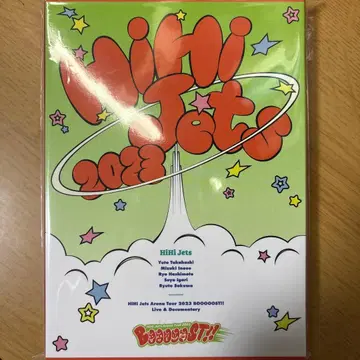 HiHi
Jets
2023
HiHi Jets
Yuto Takahashi
Mizuki Inoue
Ryo Hashimoto
Soya Igari
Ryuto Sakuma
HiHi Jets Arena Tour 2023 BOOOOOST!!
Live & Documentary
BOOOOOST!!